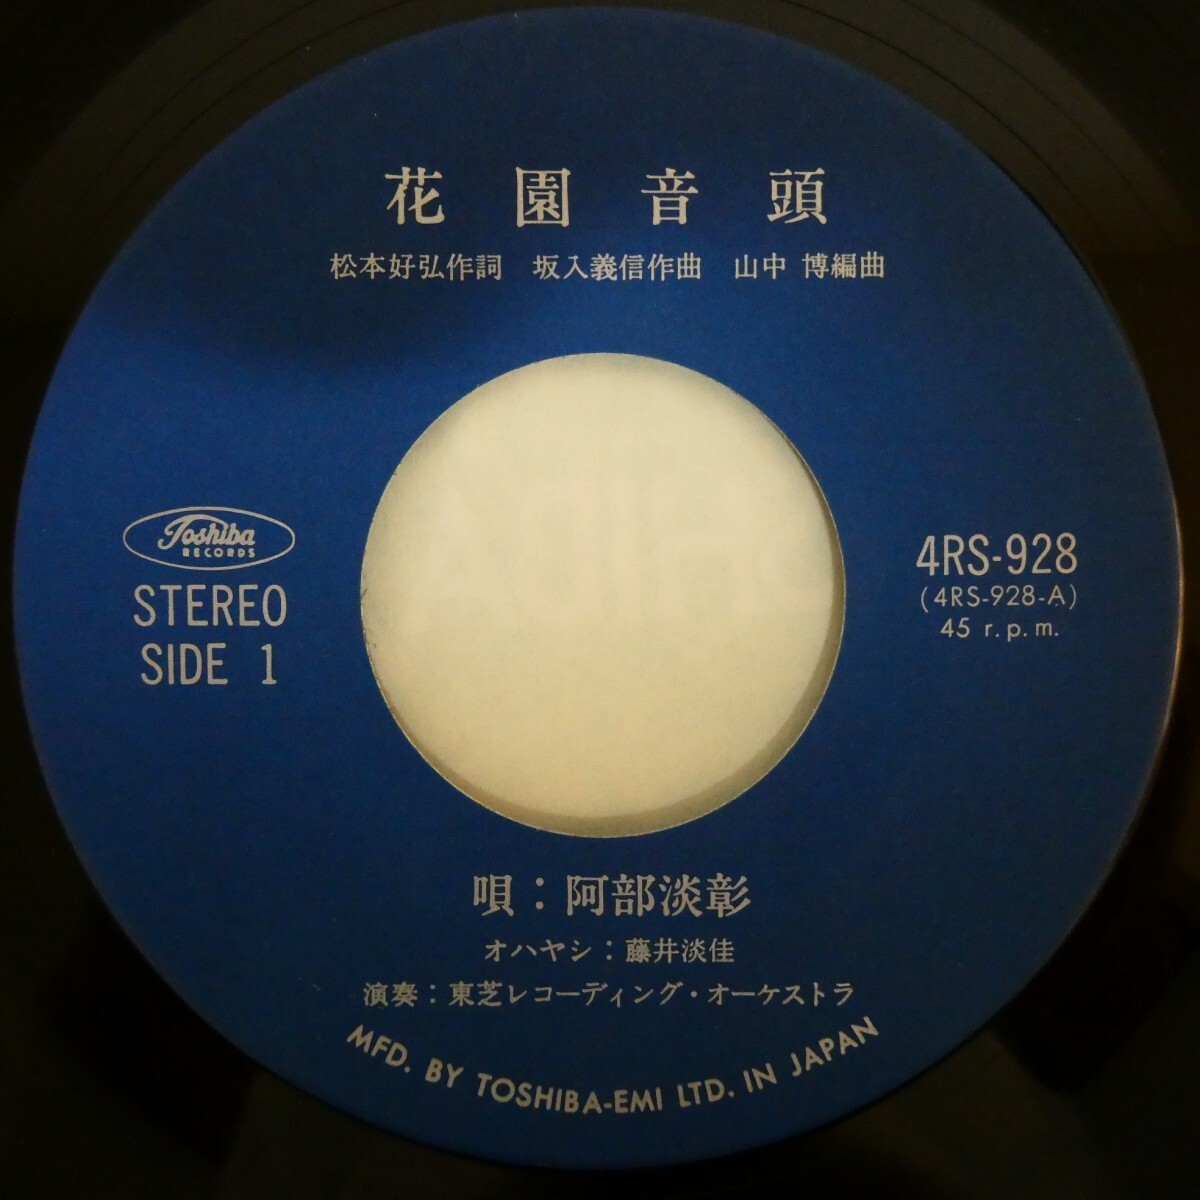 花園音頭
松本好弘作詞 坂入義信作曲 山中 博編曲
Toshiba
RECORDS
STEREO
SIDE 1
4RS-928
(4RS-928-A)
45 r.p.m.
唄：阿部淡彰
オハヤシ：藤井淡佳
演奏：東芝レコーディング・オーケストラ
MFD. BY TOSHIBA-EMI LTD. IN JAPAN